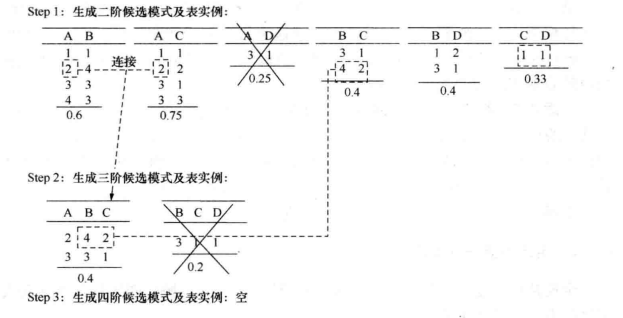 Step 1：生成二阶候选模式及表实例：
A B
1 1
2 4
3 3
4 3
0.6
连接
A C
1 1
2 2
3 1
3 3
0.75
A D
3 1
0.25
B C
3 1
4 2
0.4
B D
1 2
3 1
0.4
C D
1 1
0.33
Step 2：生成三阶候选模式及表实例：
A B C
2 4 2
3 3 1
0.4
B C D
3 1 1
0.2
Step 3：生成四阶候选模式及表实例：空